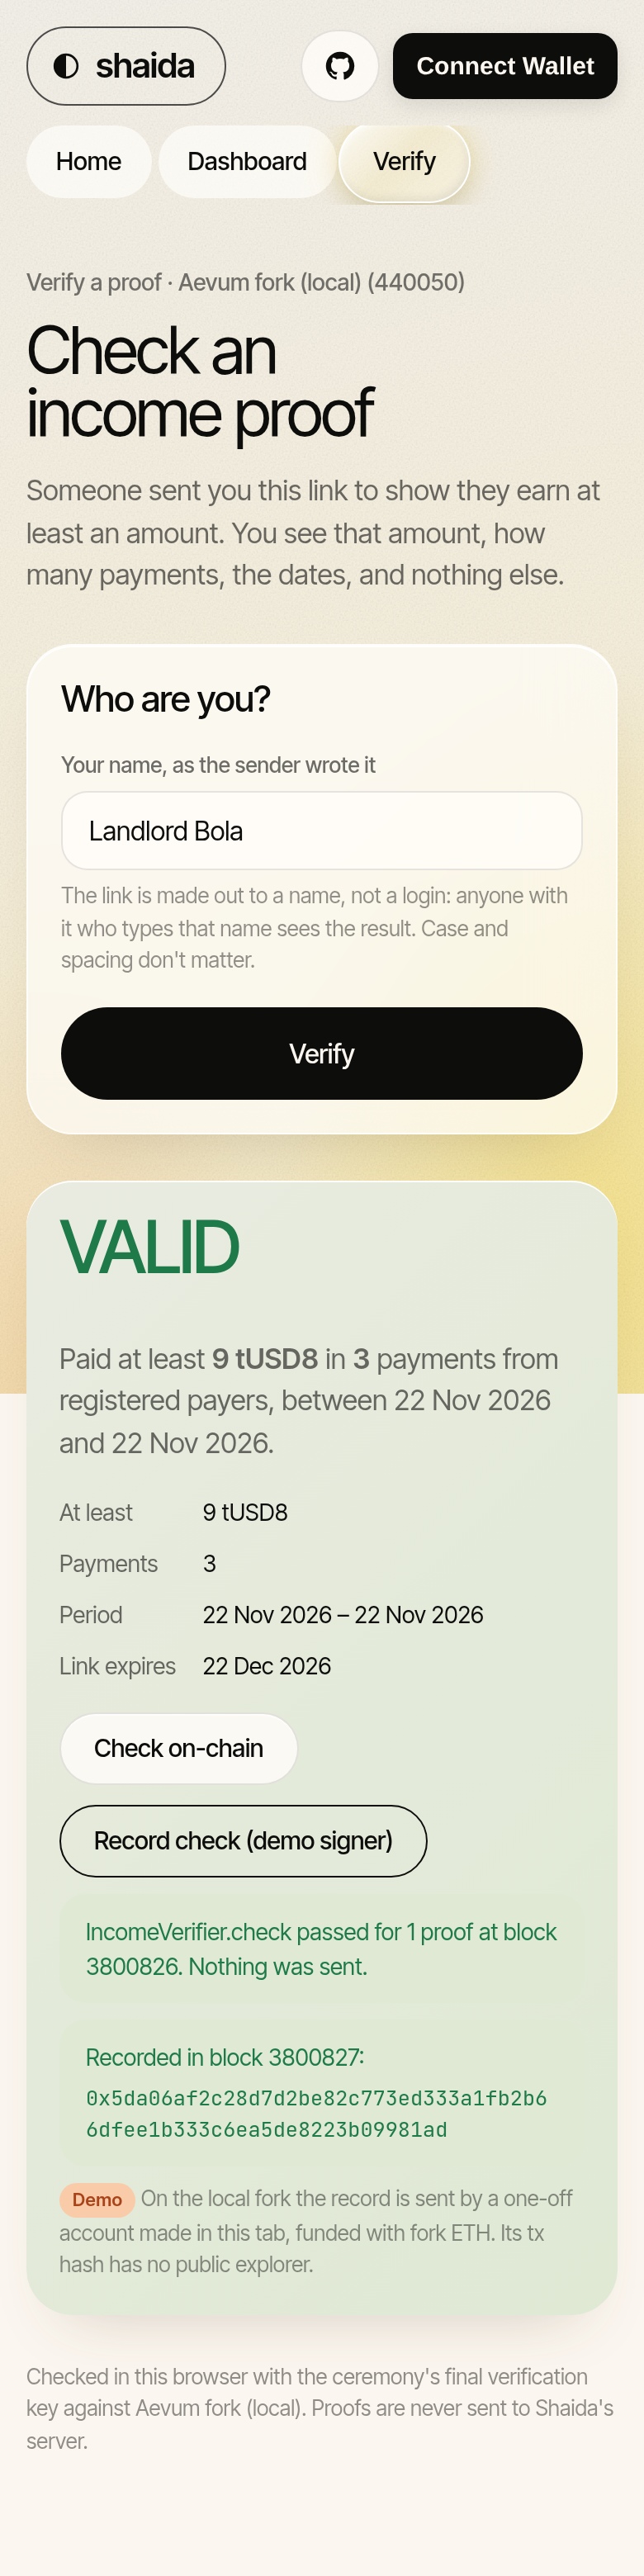 shaida
Connect Wallet
Home
Dashboard
Verify
Verify a proof · Aevum fork (local) (440050)
Check an
income proof
Someone sent you this link to show they earn at
least an amount. You see that amount, how
many payments, the dates, and nothing else.
Who are you?
Your name, as the sender wrote it
Landlord Bola
The link is made out to a name, not a login: anyone with
it who types that name sees the result. Case and
spacing don't matter.
Verify
VALID
Paid at least 9 tUSD8 in 3 payments from
registered payers, between 22 Nov 2026
and 22 Nov 2026.
At least 9 tUSD8
Payments 3
Period 22 Nov 2026 – 22 Nov 2026
Link expires 22 Dec 2026
Check on-chain
Record check (demo signer)
IncomeVerifier.check passed for 1 proof at block
3800826. Nothing was sent.
Recorded in block 3800827:
0x5da06af2c28d7d2be82c773ed333a1fb2b6
6dfee1b333c6ea5de8223b09981ad
Demo On the local fork the record is sent by a one-off
account made in this tab, funded with fork ETH. Its tx
hash has no public explorer.
Checked in this browser with the ceremony's final verification
key against Aevum fork (local). Proofs are never sent to Shaida's
server.